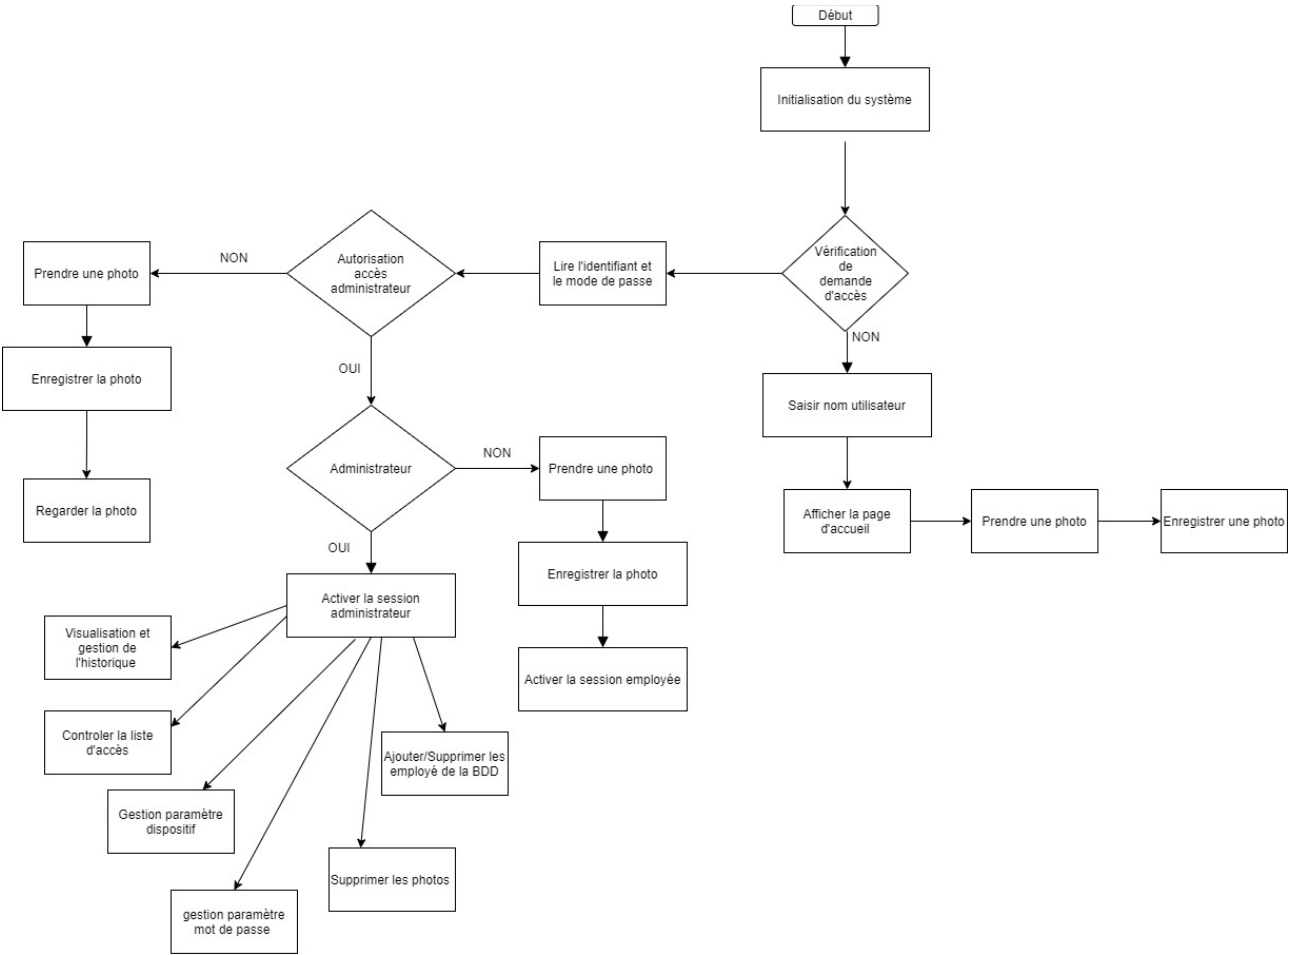 Début
Initialisation du système
Vérification
de
demande
d'accès
Lire l'identifiant et
le mode de passe
Autorisation
accès
administrateur
NON
Prendre une photo
Enregistrer la photo
Regarder la photo
OUI
Administrateur
NON
Prendre une photo
Enregistrer la photo
Activer la session employée
OUI
Activer la session
administrateur
Visualisation et
gestion de
l'historique
Controler la liste
d'accès
Gestion paramètre
dispositif
gestion paramètre
mot de passe
Supprimer les photos
Ajouter/Supprimer les
employé de la BDD
NON
Saisir nom utilisateur
Afficher la page
d'accueil
Prendre une photo
Enregistrer une photo